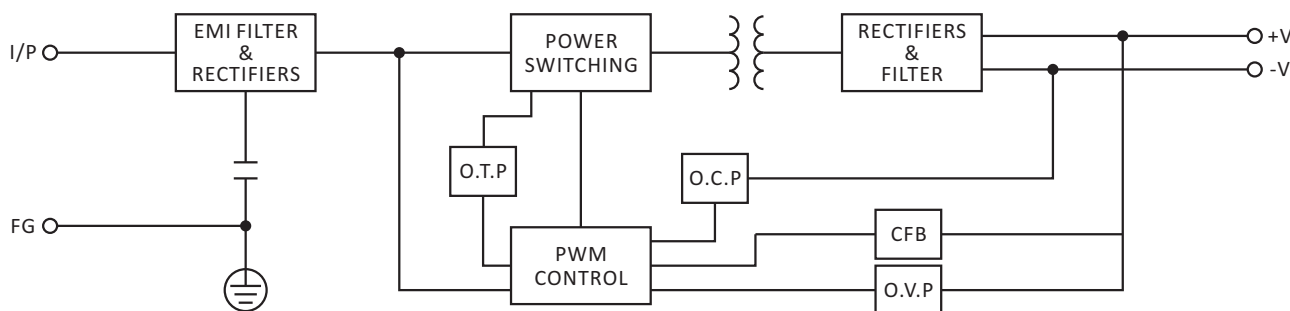 I/P
EMI FILTER
&
RECTIFIERS
POWER
SWITCHING
RECTIFIERS
&
FILTER
+V
-V
O.T.P
O.C.P
FG
PWM
CONTROL
CFB
O.V.P